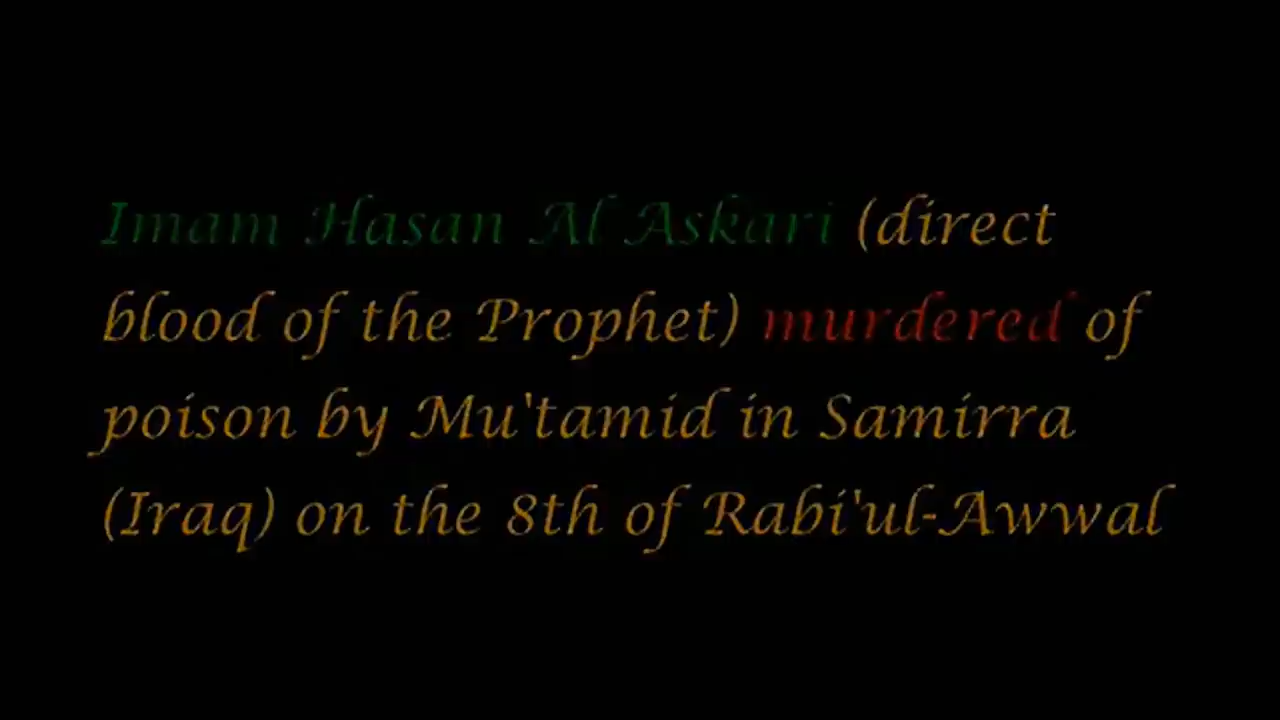 Imam Hasan Al Askari (direct
blood of the Prophet) murdered of
poison by Mu'tamid in Samirra
(Iraq) on the 8th of Rabi'ul-Awwal